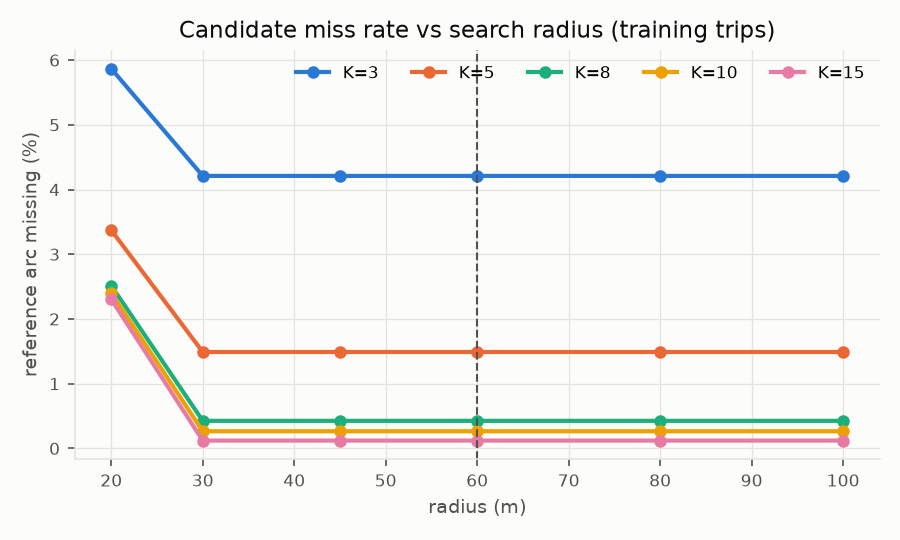 Candidate miss rate vs search radius (training trips)
K=3 K=5 K=8 K=10 K=15
reference arc missing (%)
6
5
4
3
2
1
0
20 30 40 50 60 70 80 90 100
radius (m)